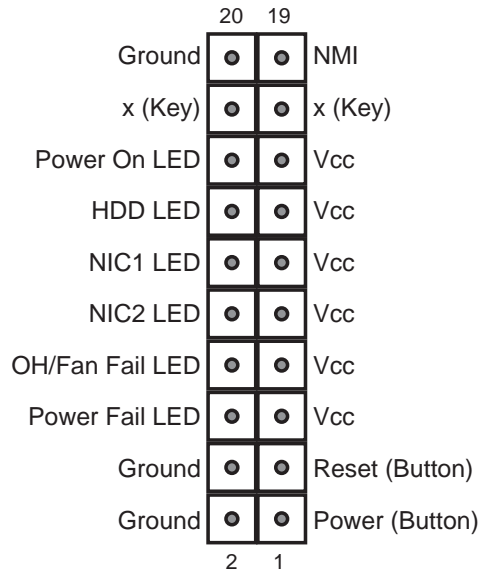 20 19
Ground NMI
x (Key) x (Key)
Power On LED Vcc
HDD LED Vcc
NIC1 LED Vcc
NIC2 LED Vcc
OH/Fan Fail LED Vcc
Power Fail LED Vcc
Ground Reset (Button)
Ground Power (Button)
2 1